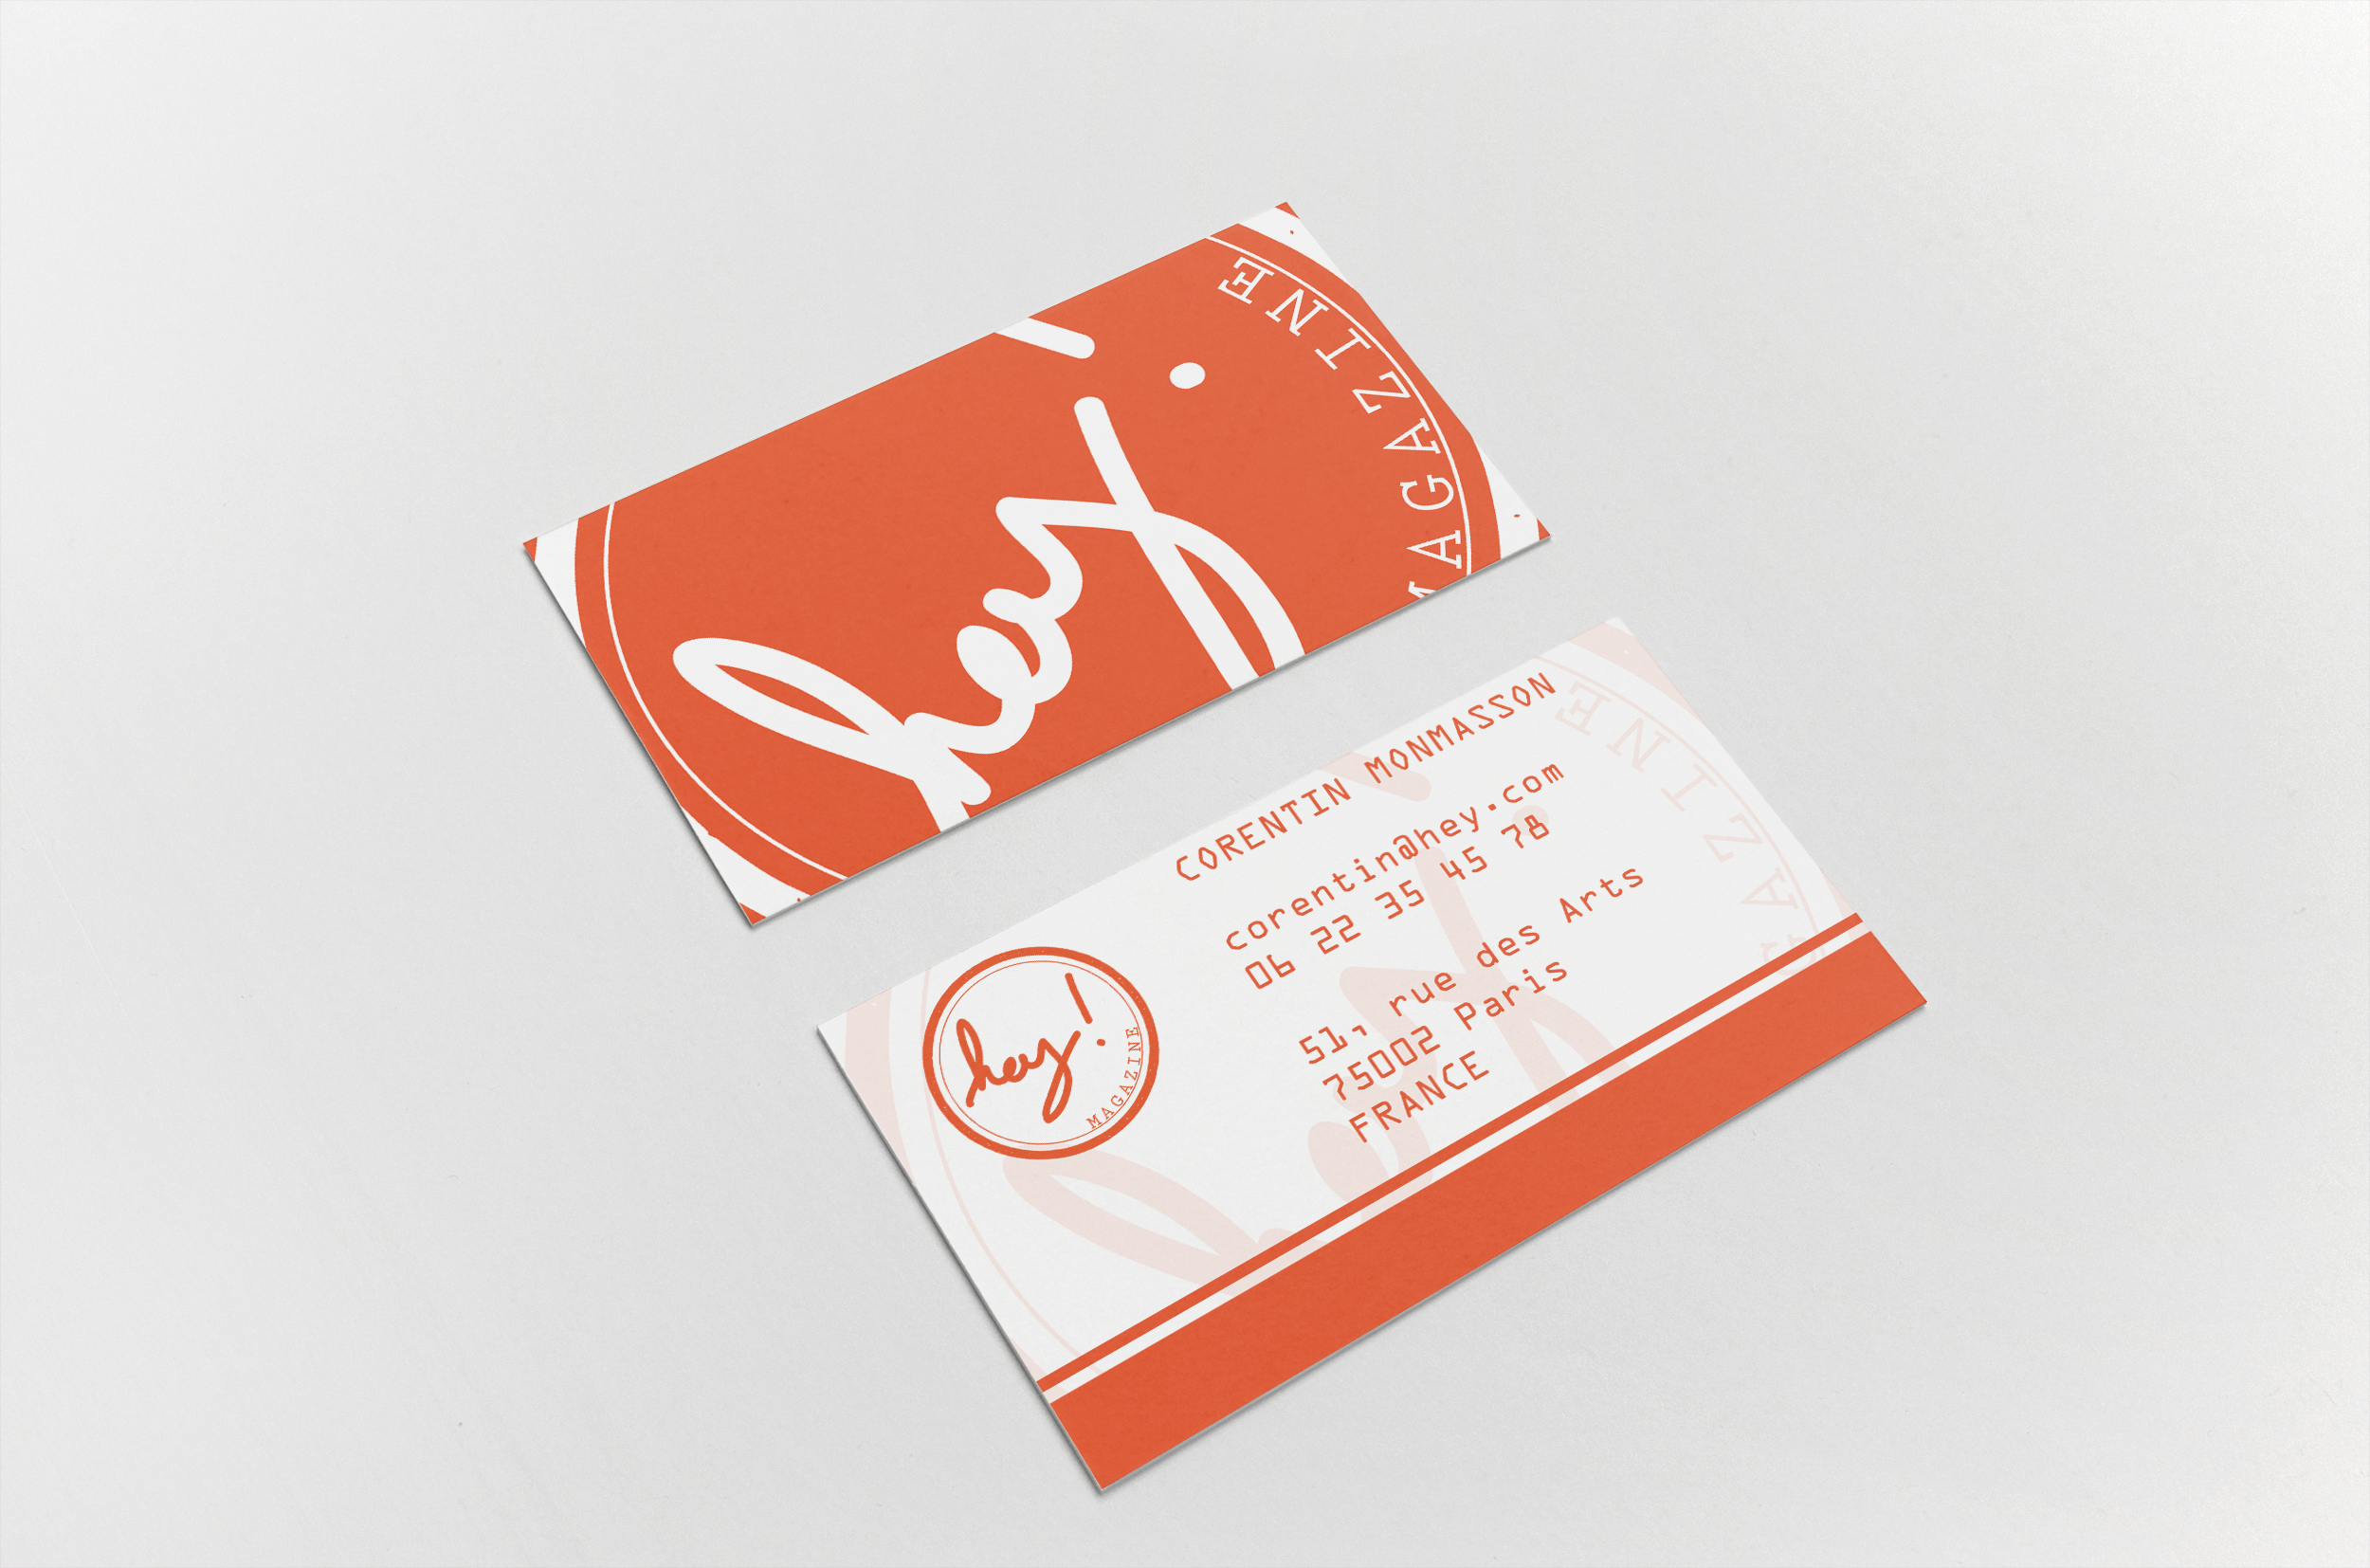 hey!
MAGAZINE
CORENTIN MONMASSON
corentin@hey.com
06 22 35 45 78
51, rue des Arts
75002 Paris
FRANCE
hey!
MAGAZINE